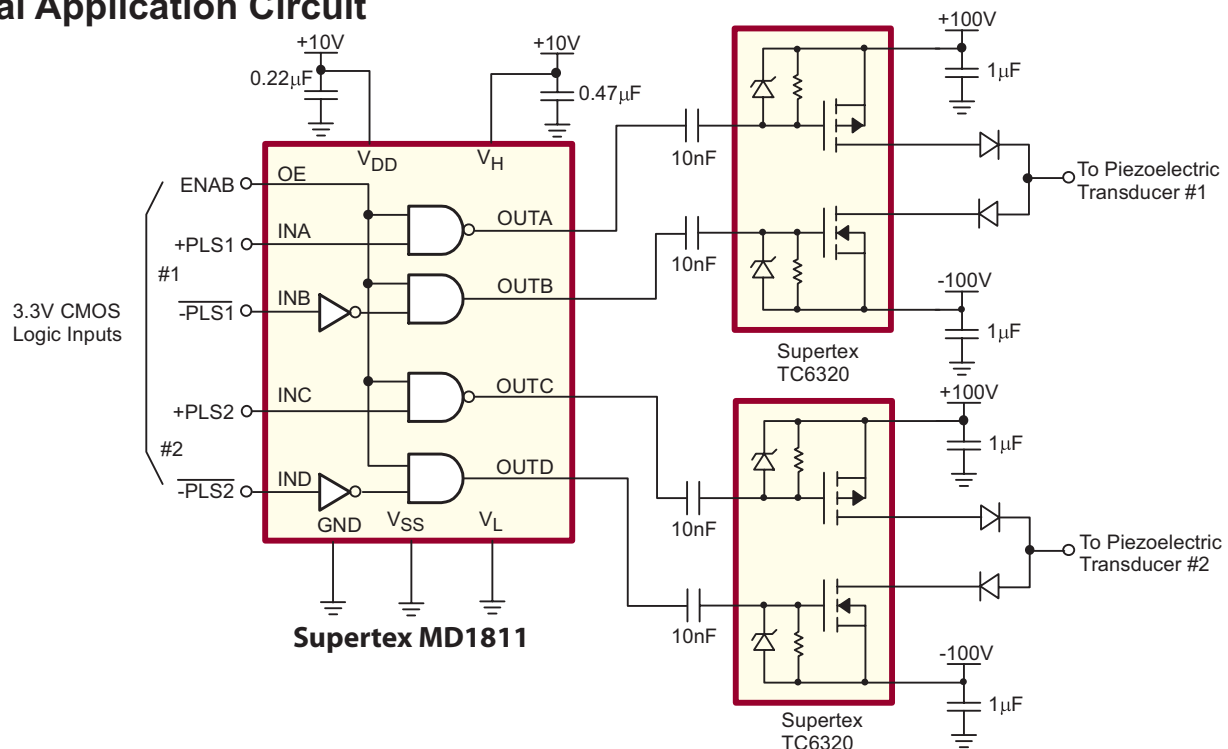 al Application Circuit
+10V
0.22μF
+10V
0.47μF
VDD
VH
ENAB
OE
+PLS1
INA
OUTA
#1
-PLS1
INB
OUTB
3.3V CMOS
Logic Inputs
+PLS2
INC
OUTC
#2
-PLS2
IND
OUTD
GND
VSS
VL
Supertex MD1811
10nF
10nF
+100V
1μF
To Piezoelectric
Transducer #1
-100V
1μF
Supertex
TC6320
10nF
10nF
+100V
1μF
To Piezoelectric
Transducer #2
-100V
1μF
Supertex
TC6320